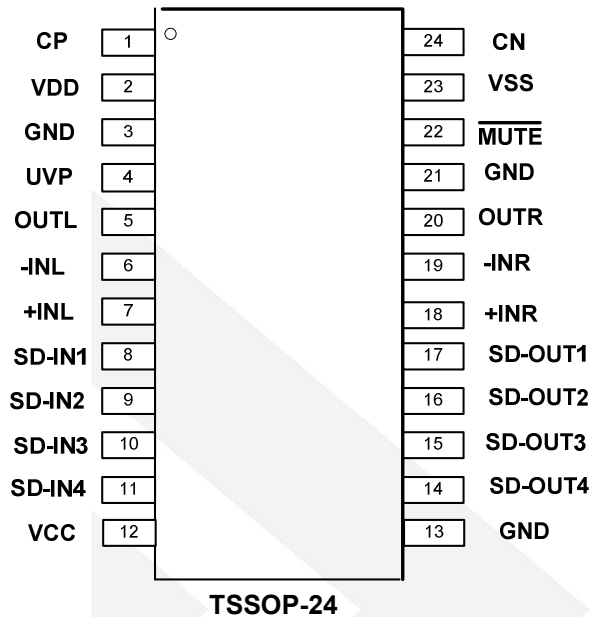 CP 1 24 CN
VDD 2 23 VSS
GND 3 22 MUTE
UVP 4 21 GND
OUTL 5 20 OUTR
-INL 6 19 -INR
+INL 7 18 +INR
SD-IN1 8 17 SD-OUT1
SD-IN2 9 16 SD-OUT2
SD-IN3 10 15 SD-OUT3
SD-IN4 11 14 SD-OUT4
VCC 12 13 GND
TSSOP-24